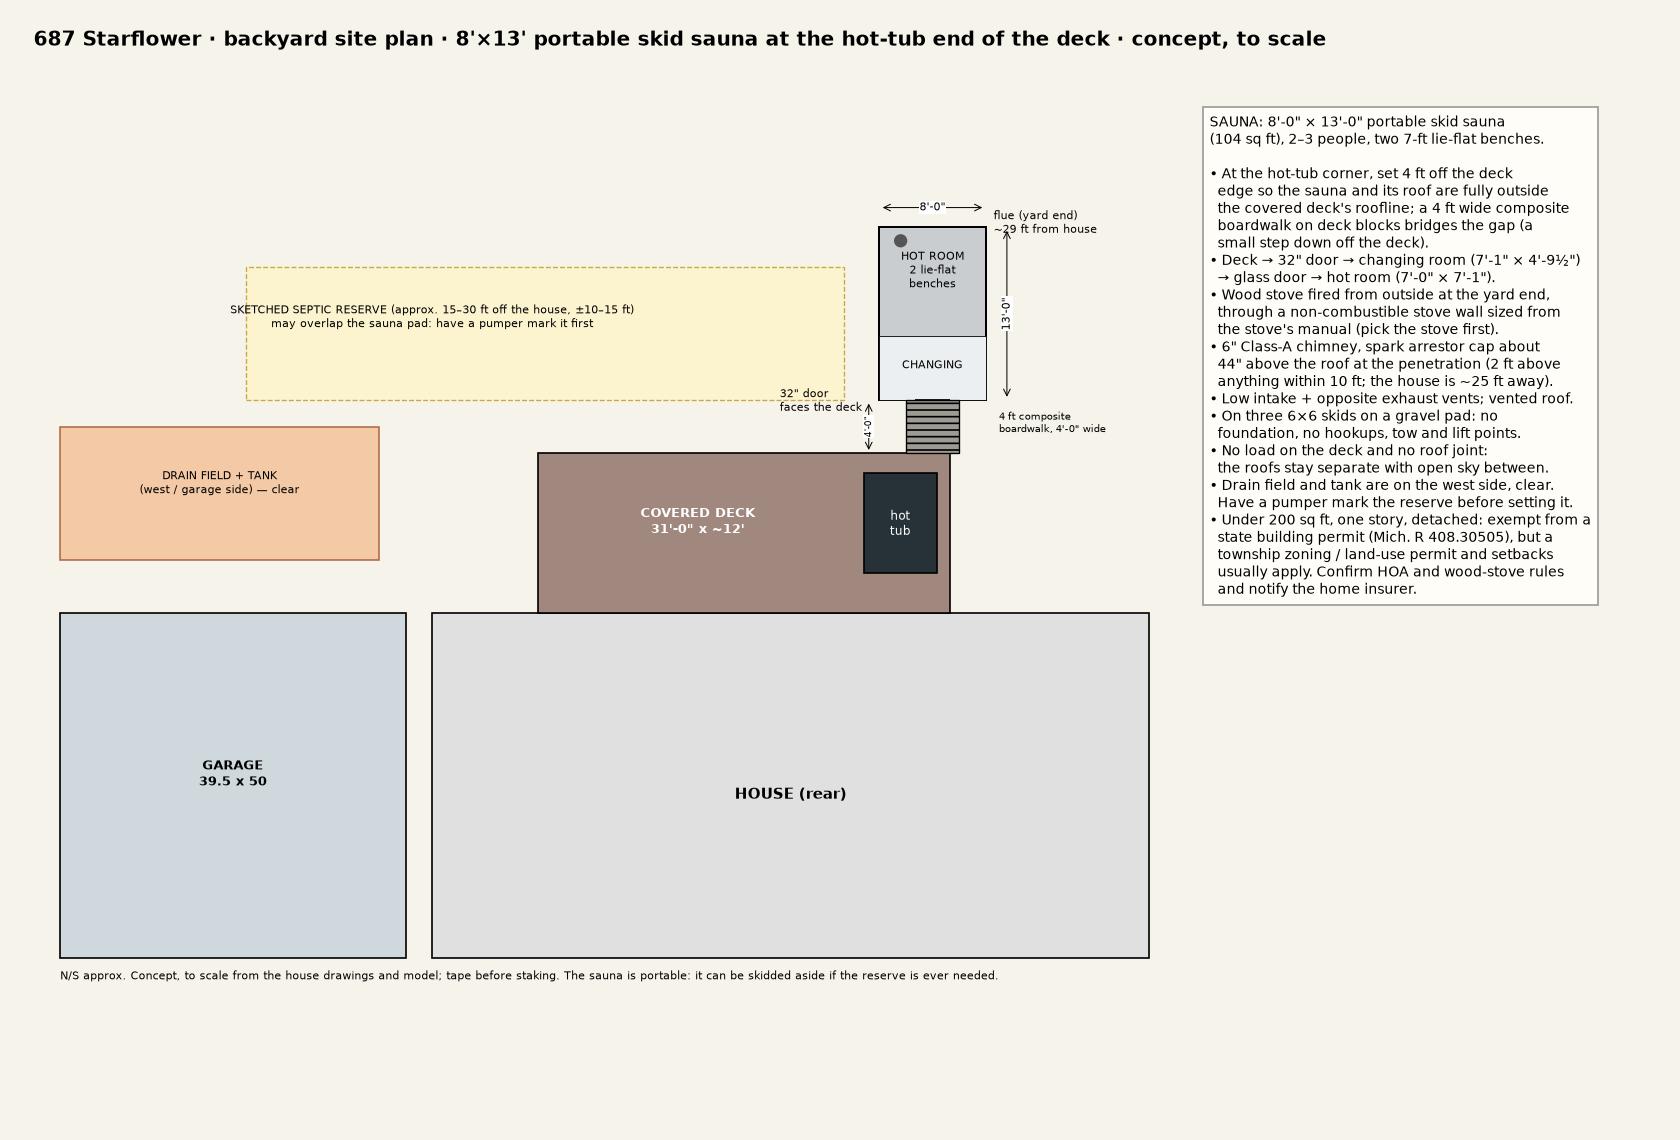 687 Starflower · backyard site plan · 8'×13' portable skid sauna at the hot-tub end of the deck · concept, to scale
8'-0"
flue (yard end)
~29 ft from house
HOT ROOM
2 lie-flat
benches
13'-0"
SKETCHED SEPTIC RESERVE (approx. 15–30 ft off the house, ±10–15 ft)
may overlap the sauna pad: have a pumper mark it first
CHANGING
32" door
faces the deck
4'-0"
4 ft composite
boardwalk, 4'-0" wide
DRAIN FIELD + TANK
(west / garage side) — clear
COVERED DECK
31'-0" x ~12'
hot
tub
GARAGE
39.5 x 50
HOUSE (rear)
N/S approx. Concept, to scale from the house drawings and model; tape before staking. The sauna is portable: it can be skidded aside if the reserve is ever needed.
SAUNA: 8'-0" × 13'-0" portable skid sauna
(104 sq ft), 2–3 people, two 7-ft lie-flat benches.
• At the hot-tub corner, set 4 ft off the deck
edge so the sauna and its roof are fully outside
the covered deck's roofline; a 4 ft wide composite
boardwalk on deck blocks bridges the gap (a
small step down off the deck).
• Deck → 32" door → changing room (7'-1" × 4'-9½")
→ glass door → hot room (7'-0" × 7'-1").
• Wood stove fired from outside at the yard end,
through a non-combustible stove wall sized from
the stove's manual (pick the stove first).
• 6" Class-A chimney, spark arrestor cap about
44" above the roof at the penetration (2 ft above
anything within 10 ft; the house is ~25 ft away).
• Low intake + opposite exhaust vents; vented roof.
• On three 6×6 skids on a gravel pad: no
foundation, no hookups, tow and lift points.
• No load on the deck and no roof joint:
the roofs stay separate with open sky between.
• Drain field and tank are on the west side, clear.
Have a pumper mark the reserve before setting it.
• Under 200 sq ft, one story, detached: exempt from a
state building permit (Mich. R 408.30505), but a
township zoning / land-use permit and setbacks
usually apply. Confirm HOA and wood-stove rules
and notify the home insurer.